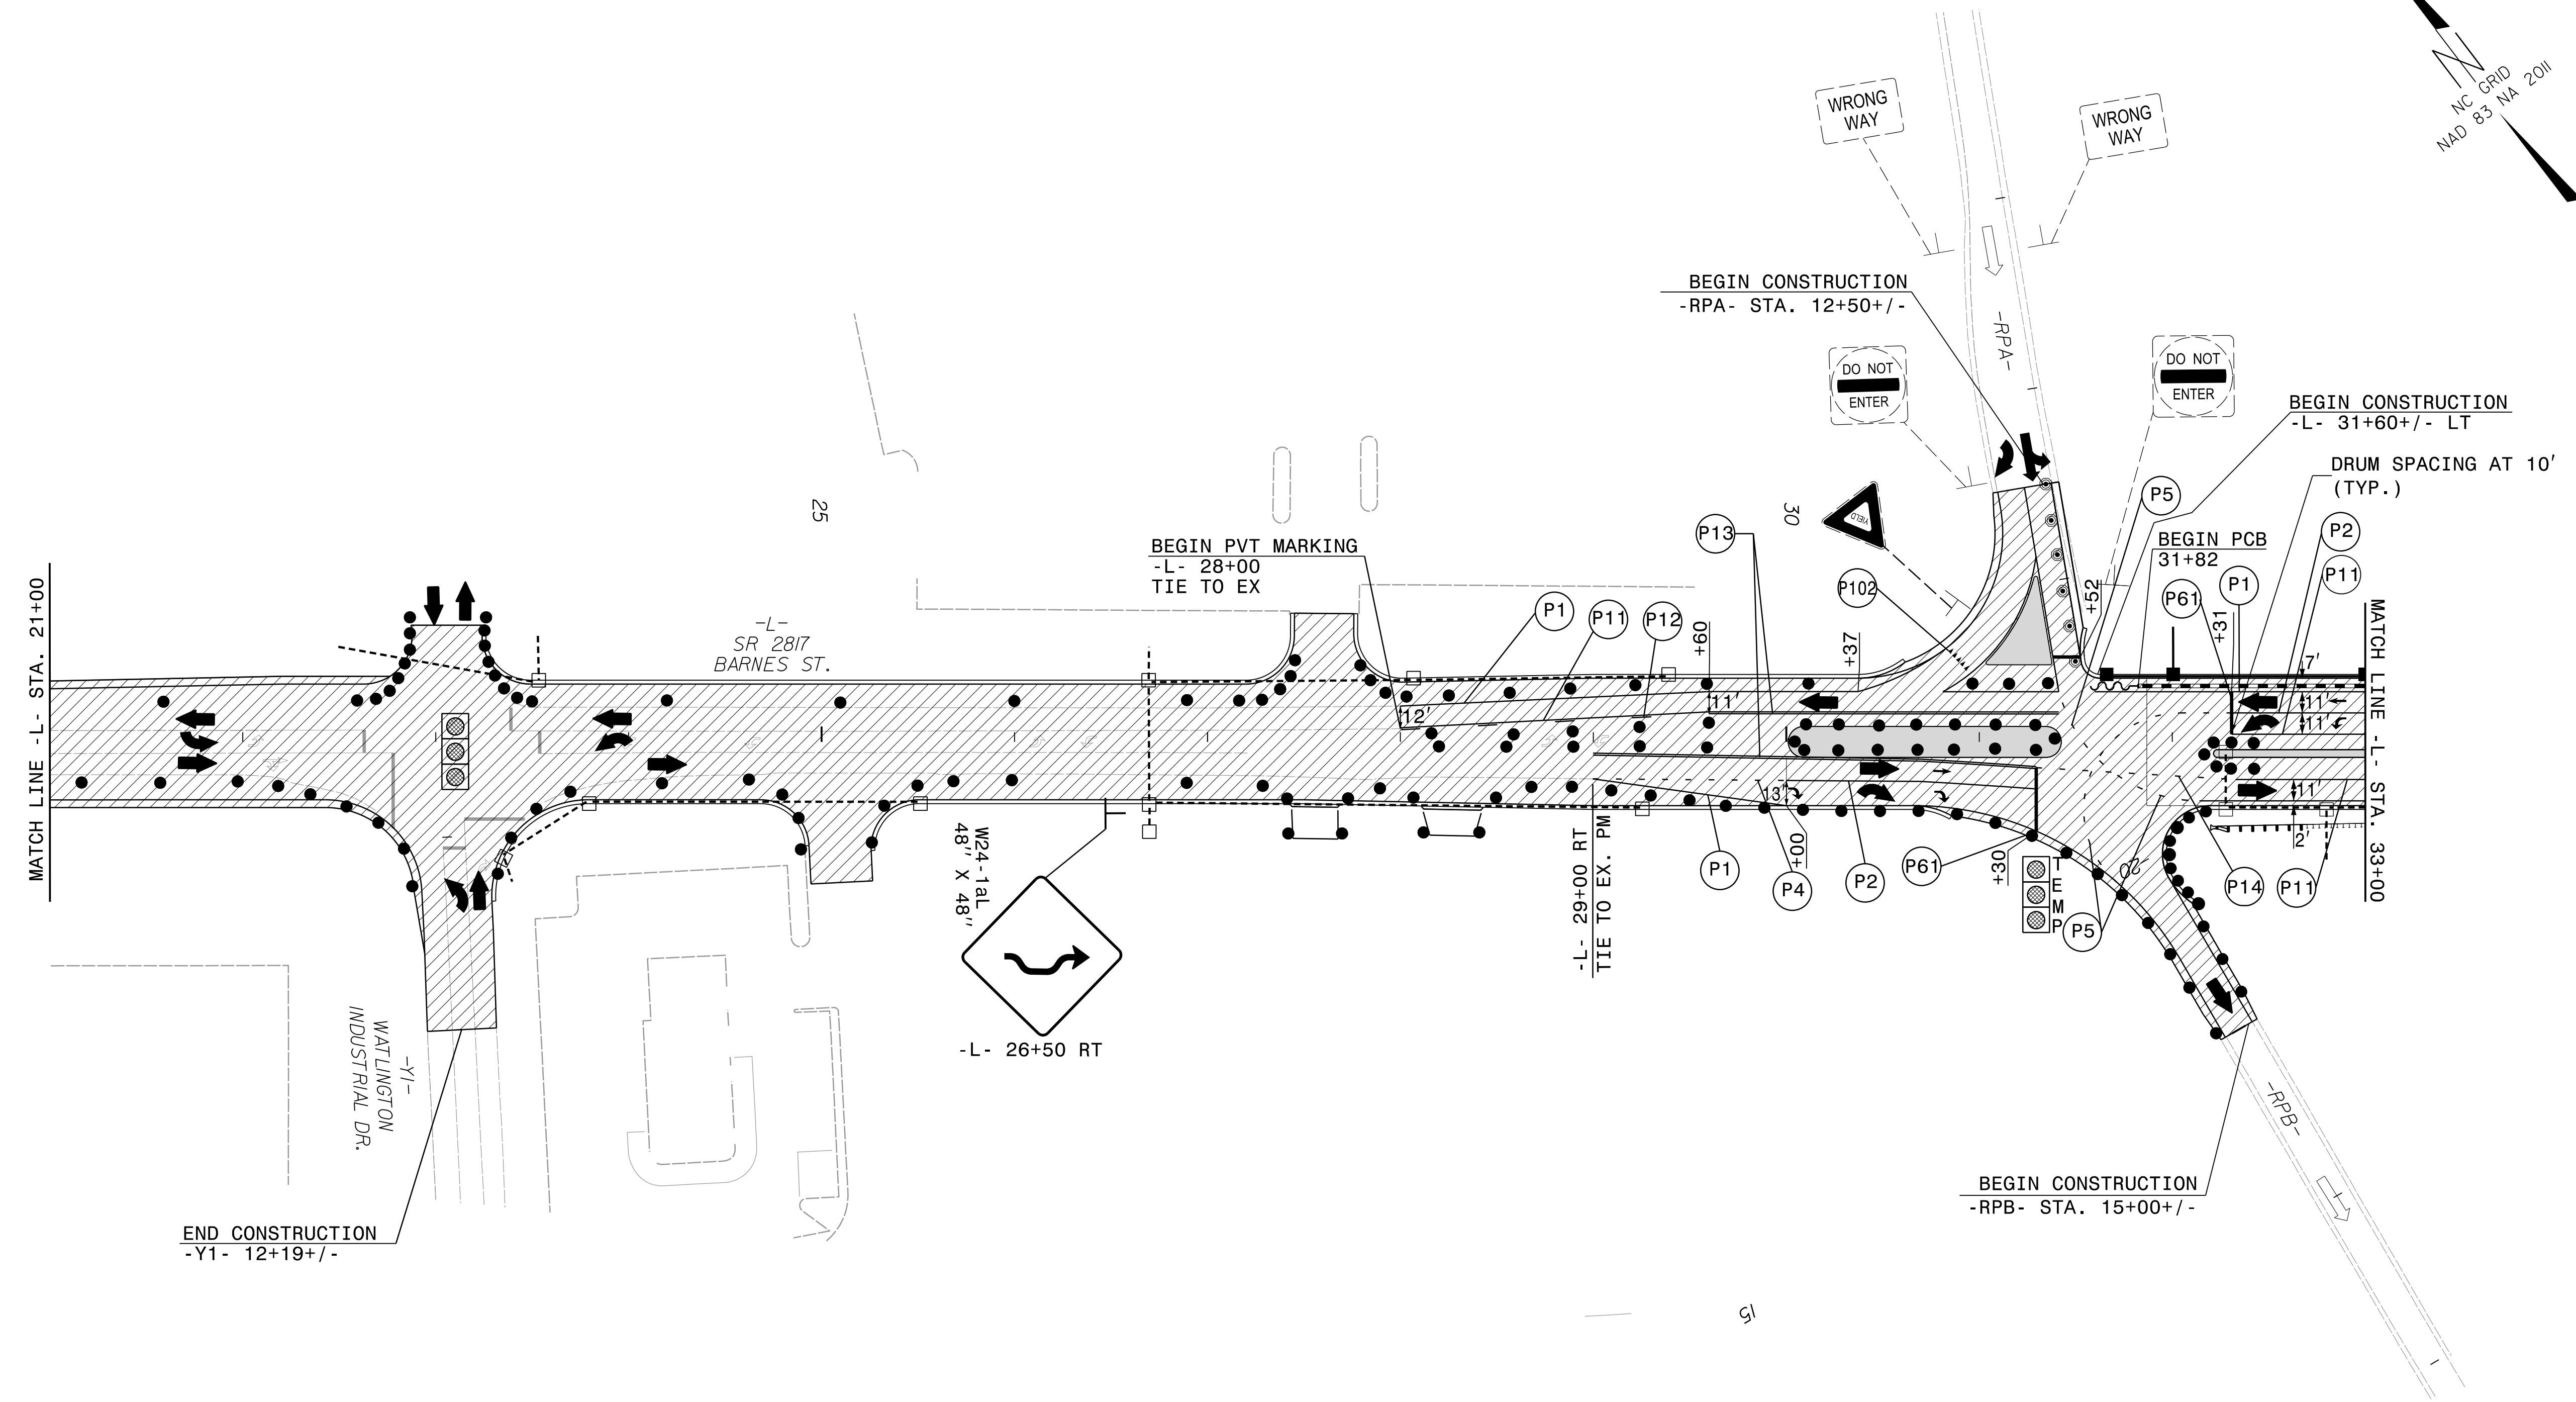 NC GRID
NAD 83 NA 2011
WRONG
WAY
WRONG
WAY
BEGIN CONSTRUCTION
-RPA- STA. 12+50+/-
-RPA-
DO NOT
ENTER
DO NOT
ENTER
BEGIN CONSTRUCTION
-L- 31+60+/- LT
DRUM SPACING AT 10'
(TYP.)
P5
P2
BEGIN PCB
31+82
P11
P61
P1
+31
+52
7'
11'
11'
YIELD
30
25
P13
P102
BEGIN PVT MARKING
-L- 28+00
TIE TO EX
P1
P11
P12
+60
+37
11'
12'
MATCH LINE -L- STA. 21+00
-L-
SR 2817
BARNES ST.
MATCH LINE -L- STA. 33+00
13'
+00
11'
2'
-L- 29+00 RT
TIE TO EX. PM
P1
P4
P2
P61
+30
TEMP
20
P5
P14
P11
W24-1aL
48" X 48"
-L- 26+50 RT
-Y1-
WATLINGTON
INDUSTRIAL DR.
-RPB-
END CONSTRUCTION
-Y1- 12+19+/-
BEGIN CONSTRUCTION
-RPB- STA. 15+00+/-
15